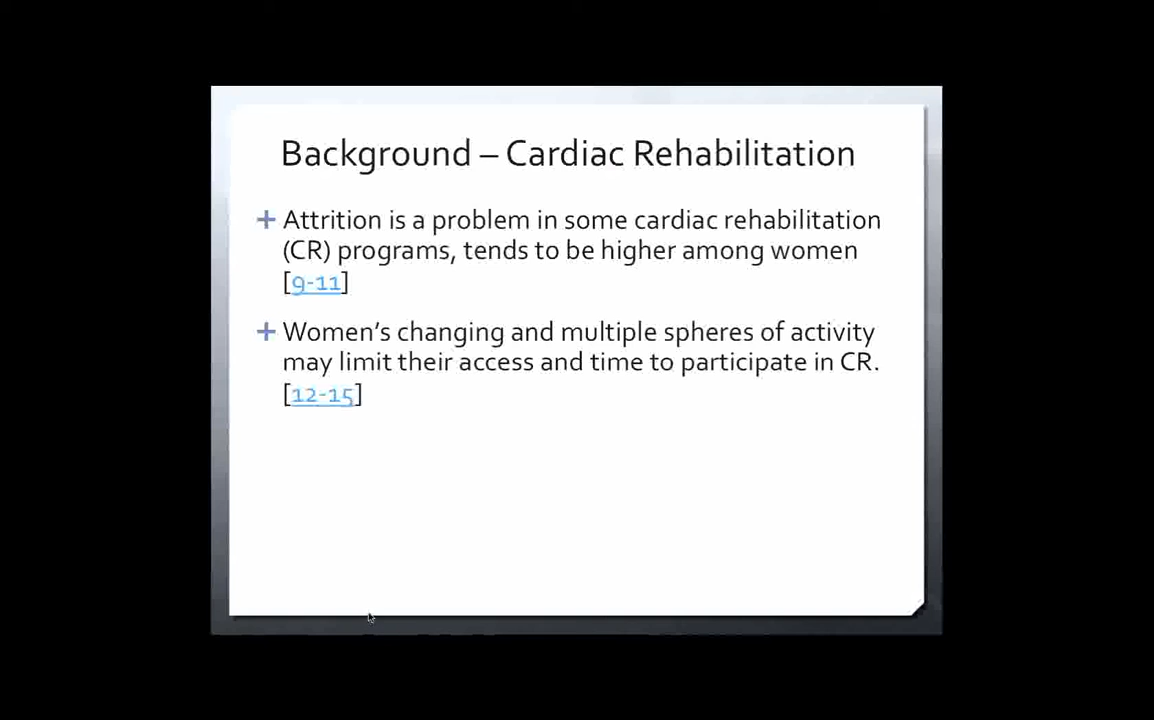 Background – Cardiac Rehabilitation
Attrition is a problem in some cardiac rehabilitation
(CR) programs, tends to be higher among women
[9-11]
Women's changing and multiple spheres of activity
may limit their access and time to participate in CR.
[12-15]